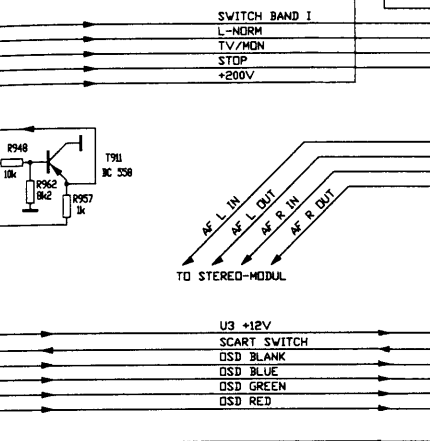 SWITCH BAND I
L-NORM
TV/MON
STOP
+200V
R948
10k
T911
BC 558
R962
8k2
R957
1k
AF L IN
AF L OUT
AF R IN
AF R OUT
TO STEREO-MODUL
U3 +12V
SCART SWITCH
OSD BLANK
OSD BLUE
OSD GREEN
OSD RED